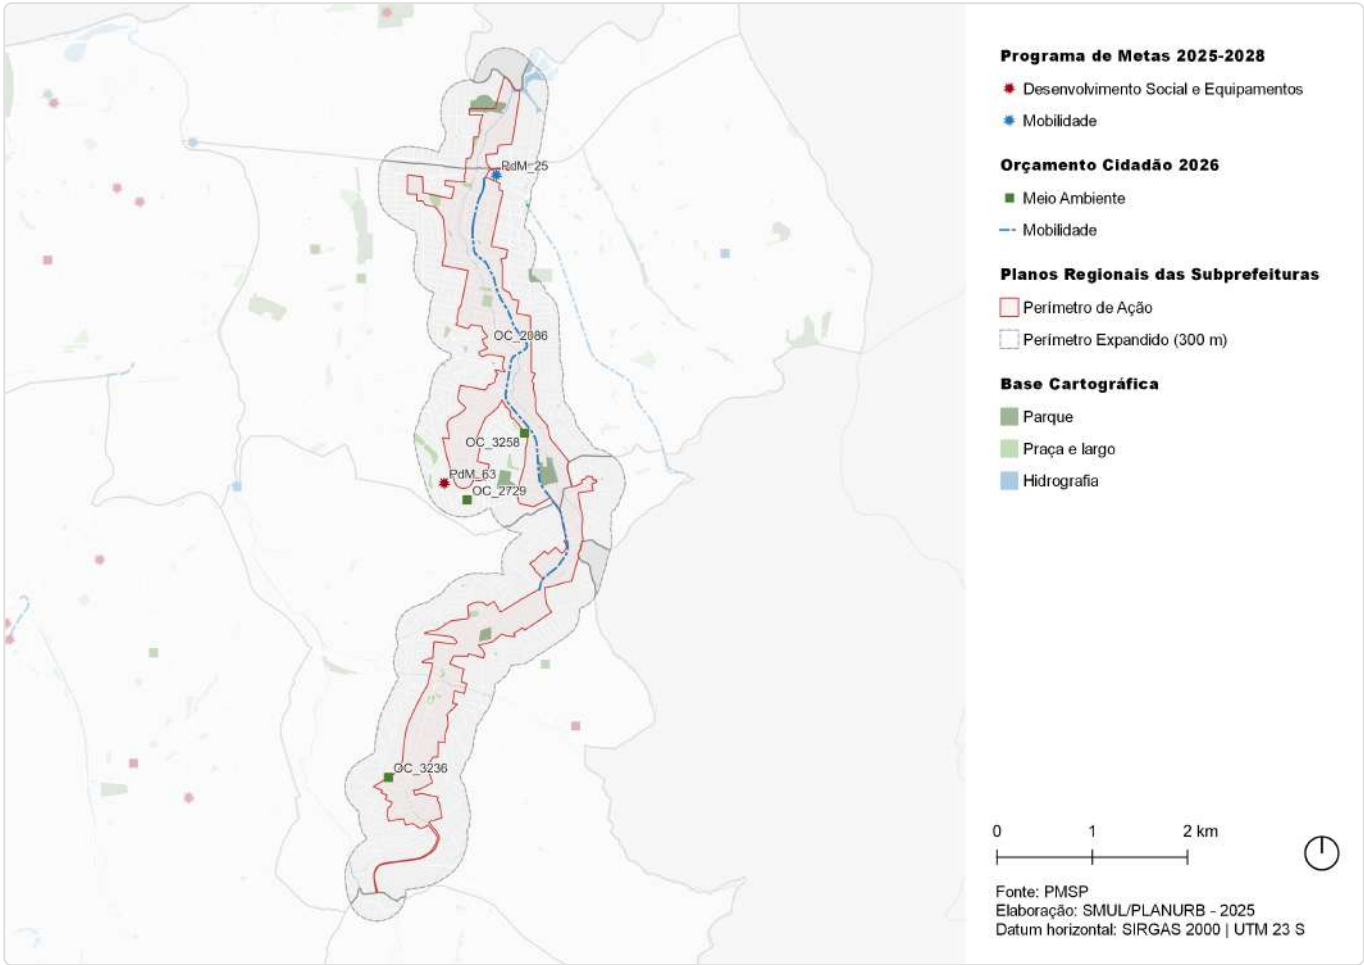 PdM_25
OC_2086
OC_3258
PdM_63
OC_2729
OC_3236
Programa de Metas 2025-2028
Desenvolvimento Social e Equipamentos
Mobilidade
Orçamento Cidadão 2026
Meio Ambiente
Mobilidade
Planos Regionais das Subprefeituras
Perímetro de Ação
Perímetro Expandido (300 m)
Base Cartográfica
Parque
Praça e largo
Hidrografia
0 1 2 km
Fonte: PMSP
Elaboração: SMUL/PLANURB - 2025
Datum horizontal: SIRGAS 2000 | UTM 23 S